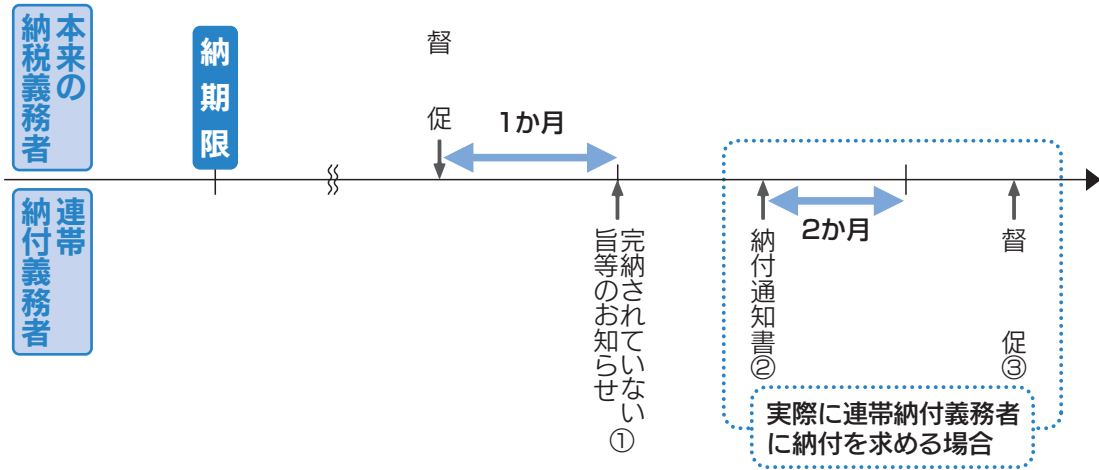 本来の
納税義務者
納期限
督促
1か月
連帯
納付義務者
完納されていない
旨等のお知らせ①
納付通知書②
2か月
督促③
実際に連帯納付義務者
に納付を求める場合